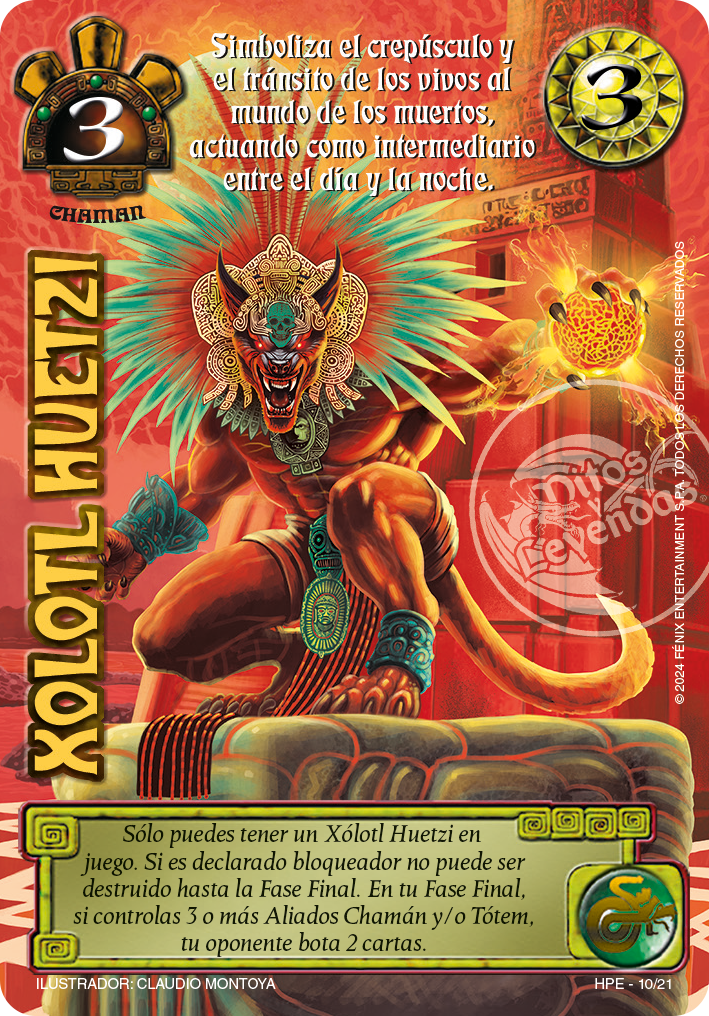 3
CHAMAN
Simboliza el crepúsculo y
el tránsito de los vivos al
mundo de los muertos,
actuando como intermediario
entre el día y la noche.
3
XOLOTL HUETZI
Mitos
y
Leyendas
®
© 2024 FÉNIX ENTERTAINMENT S.P.A. TODOS LOS DERECHOS RESERVADOS
Sólo puedes tener un Xólotl Huetzi en
juego. Si es declarado bloqueador no puede ser
destruido hasta la Fase Final. En tu Fase Final,
si controlas 3 o más Aliados Chamán y/o Tótem,
tu oponente bota 2 cartas.
ILUSTRADOR: CLAUDIO MONTOYA
HPE - 10/21